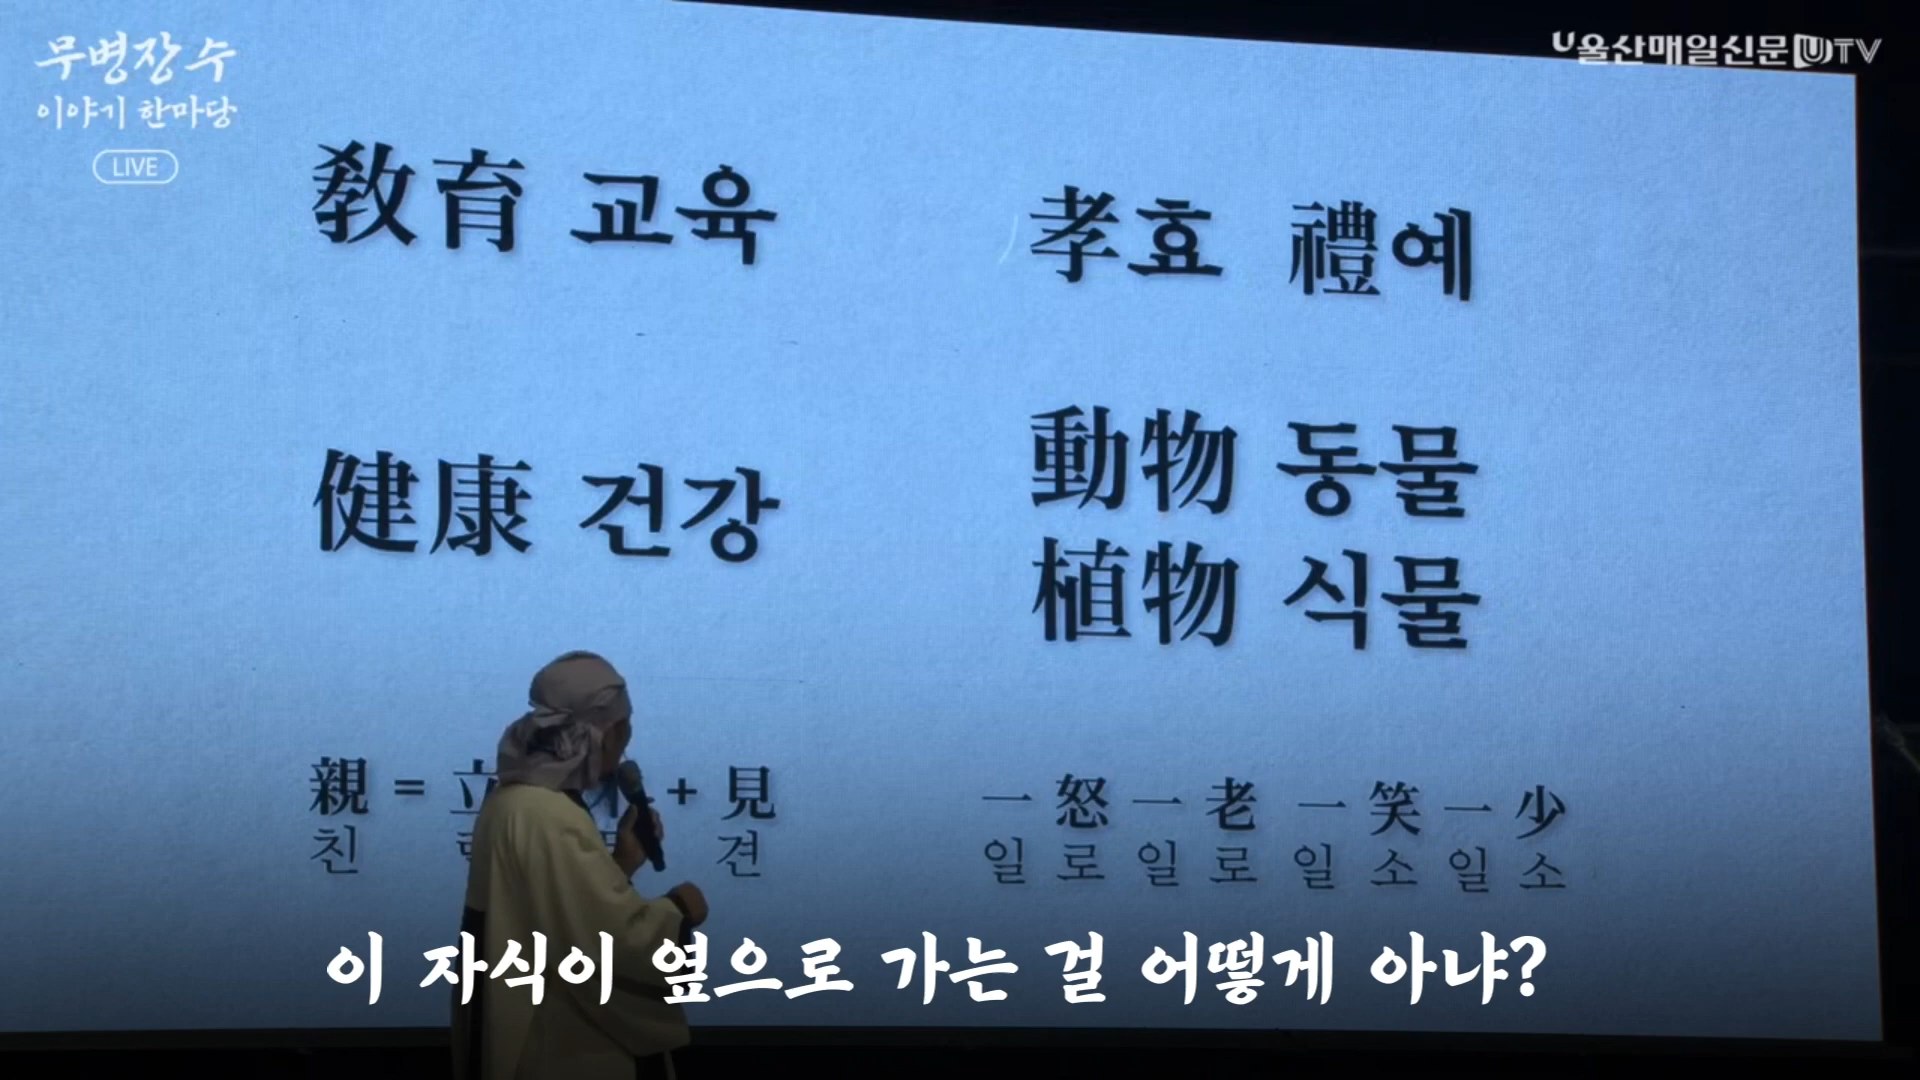 무병장수
이야기 한마당
LIVE
U울산매일신문 UTV
敎育 교육
孝효 禮예
健康 건강
動物 동물
植物 식물
親 = 立 + 見
친 견
一怒一老 一笑一少
일로일로일소일소
이 자식이 옆으로 가는 걸 어떻게 아냐?